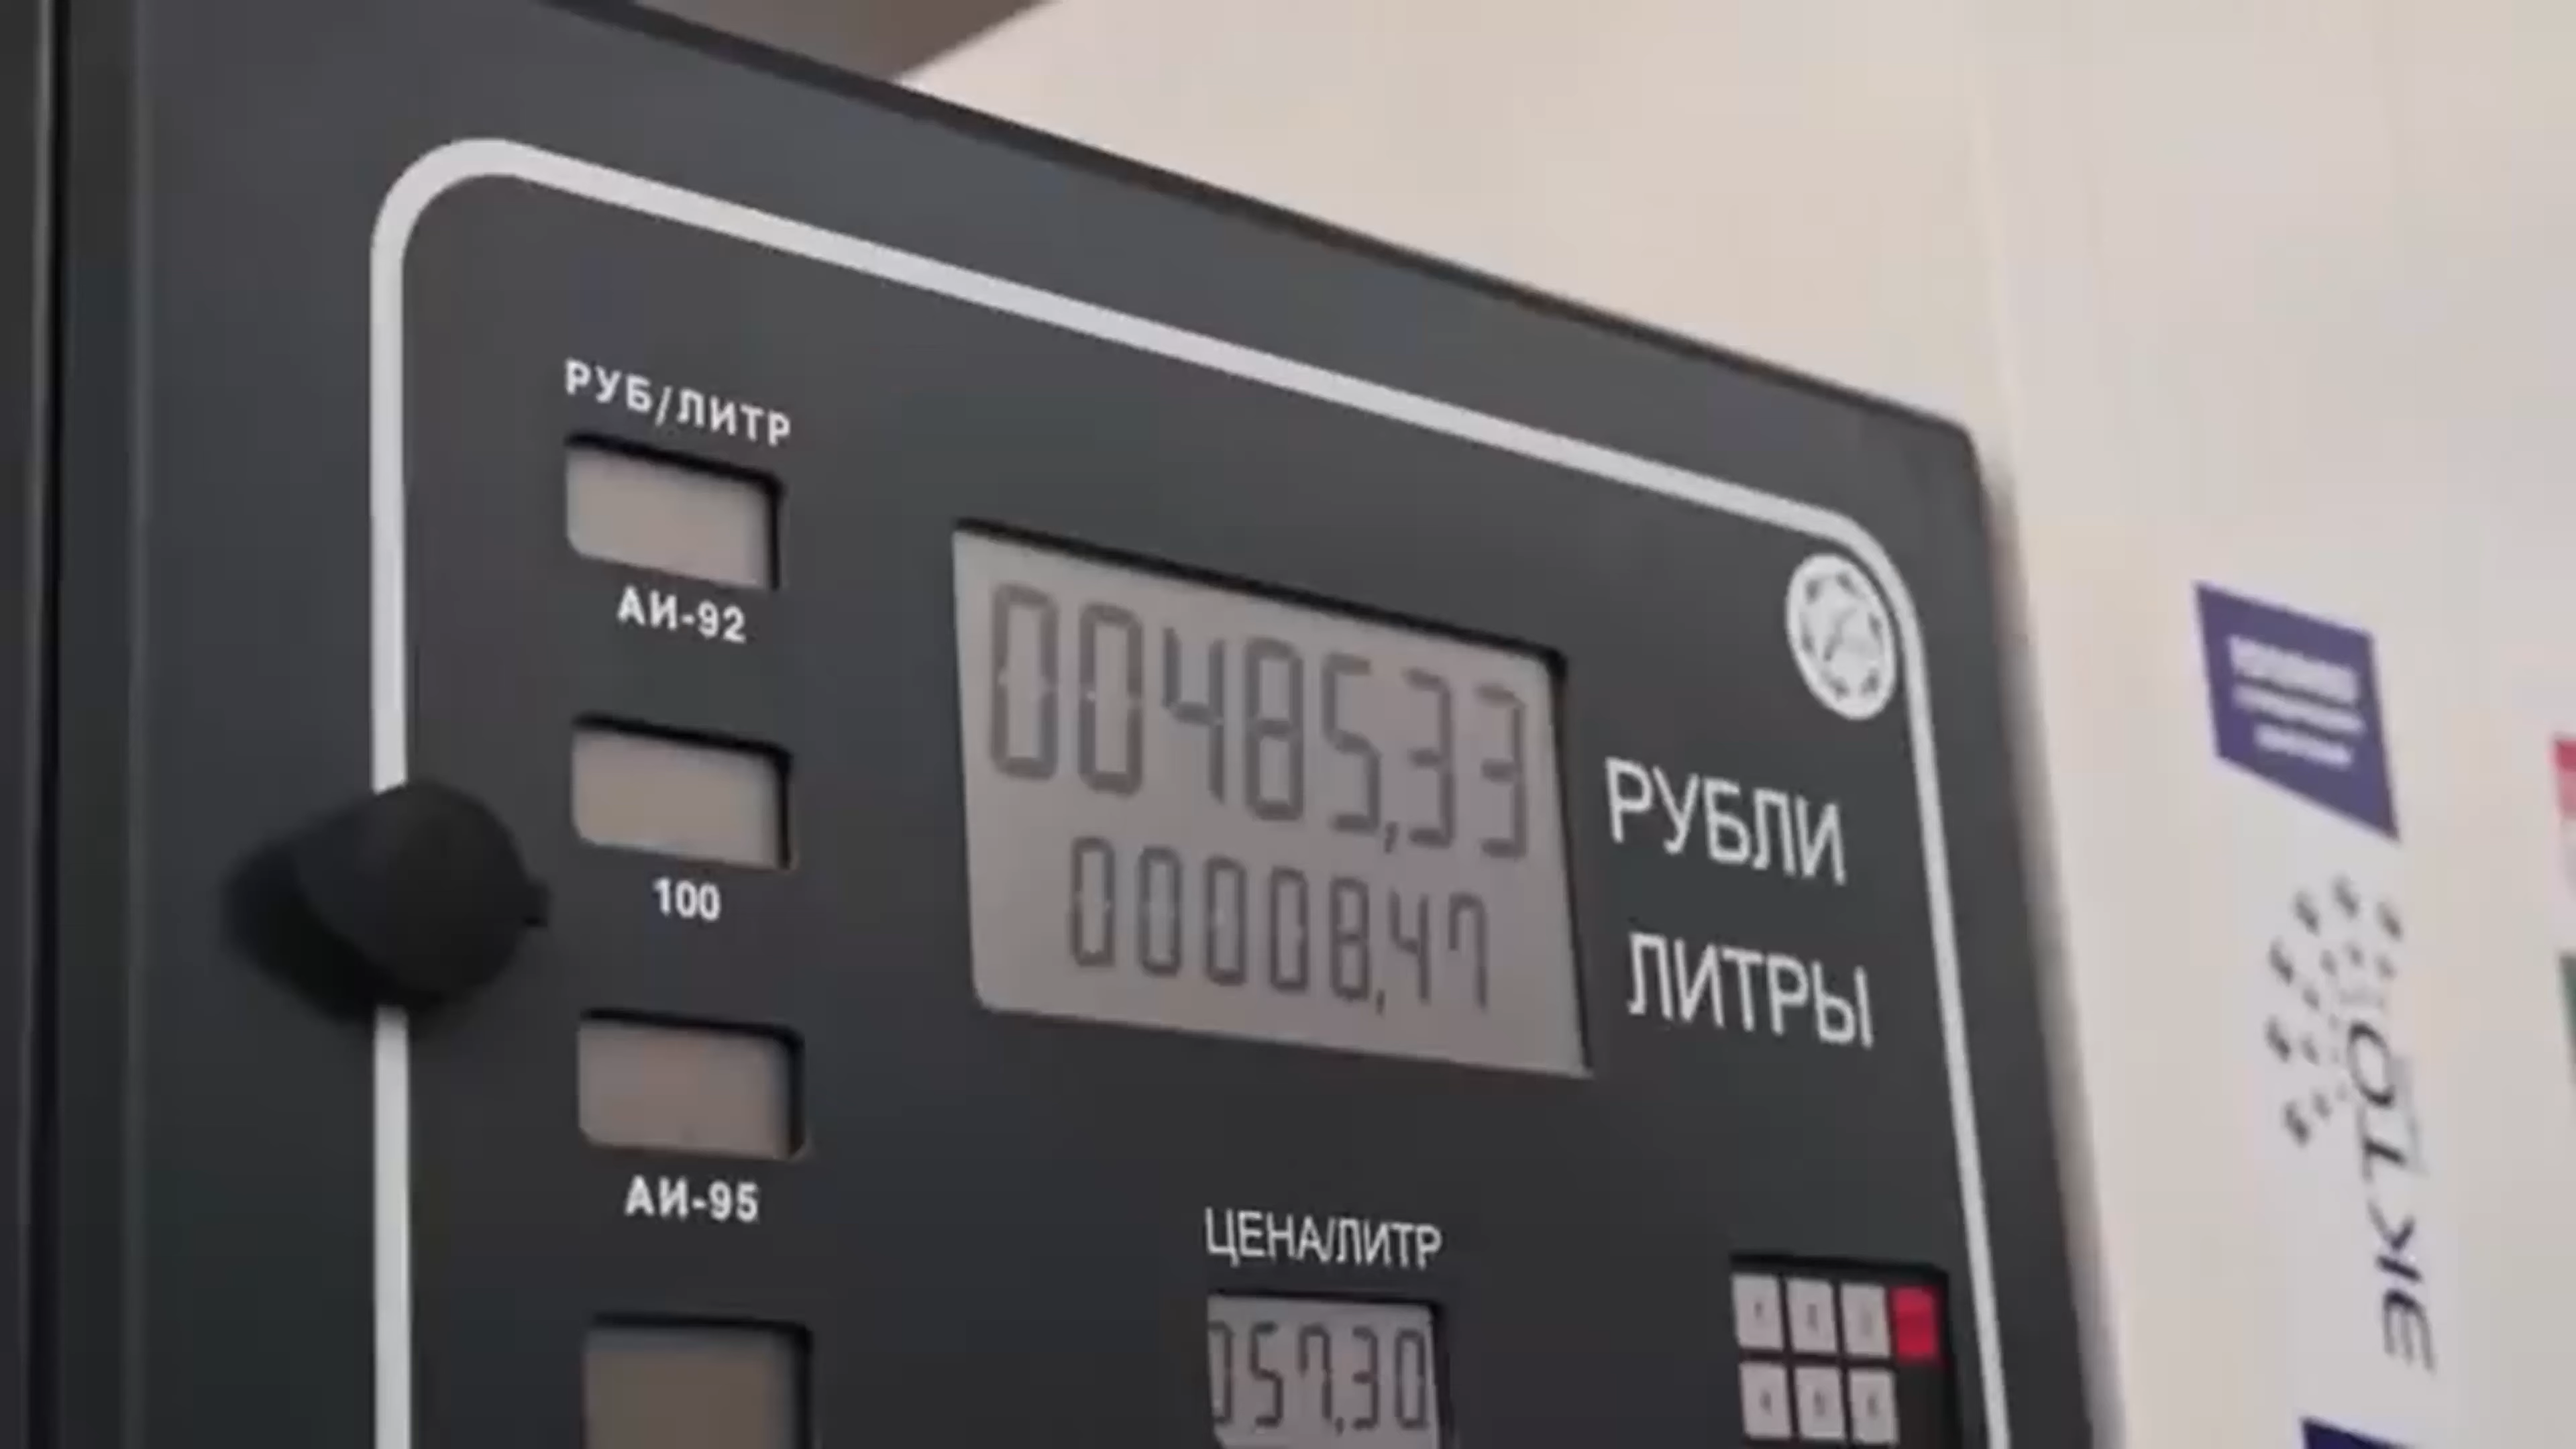 РУБ/ЛИТР
АИ-92
100
АИ-95
00485,33
РУБЛИ
00008,47
ЛИТРЫ
ЦЕНА/ЛИТР
057,30